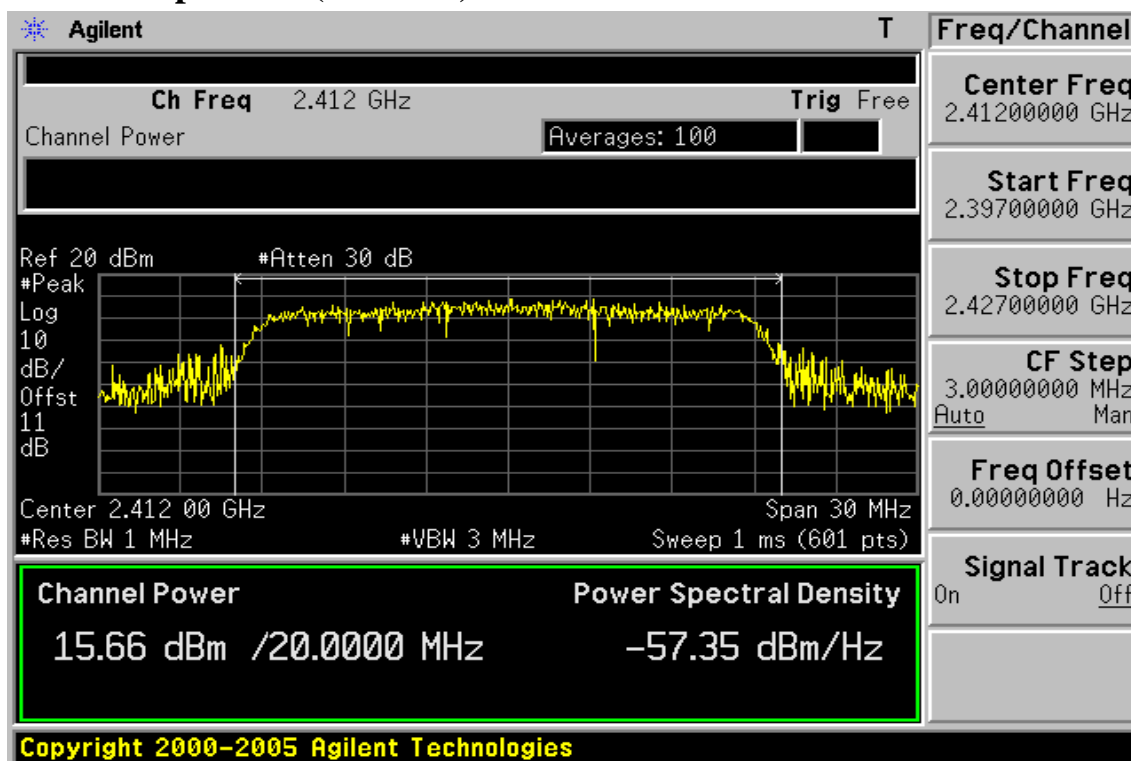 Agilent T
Ch Freq 2.412 GHz Trig Free
Channel Power Averages: 100
Ref 20 dBm #Atten 30 dB
#Peak
Log
10
dB/
Offst
11
dB
Center 2.412 00 GHz Span 30 MHz
#Res BW 1 MHz #VBW 3 MHz Sweep 1 ms (601 pts)
Channel Power Power Spectral Density
15.66 dBm /20.0000 MHz -57.35 dBm/Hz
Copyright 2000-2005 Agilent Technologies
Freq/Channel
Center Freq
2.41200000 GHz
Start Freq
2.39700000 GHz
Stop Freq
2.42700000 GHz
CF Step
3.00000000 MHz
Auto Man
Freq Offset
0.00000000 Hz
Signal Track
On Off